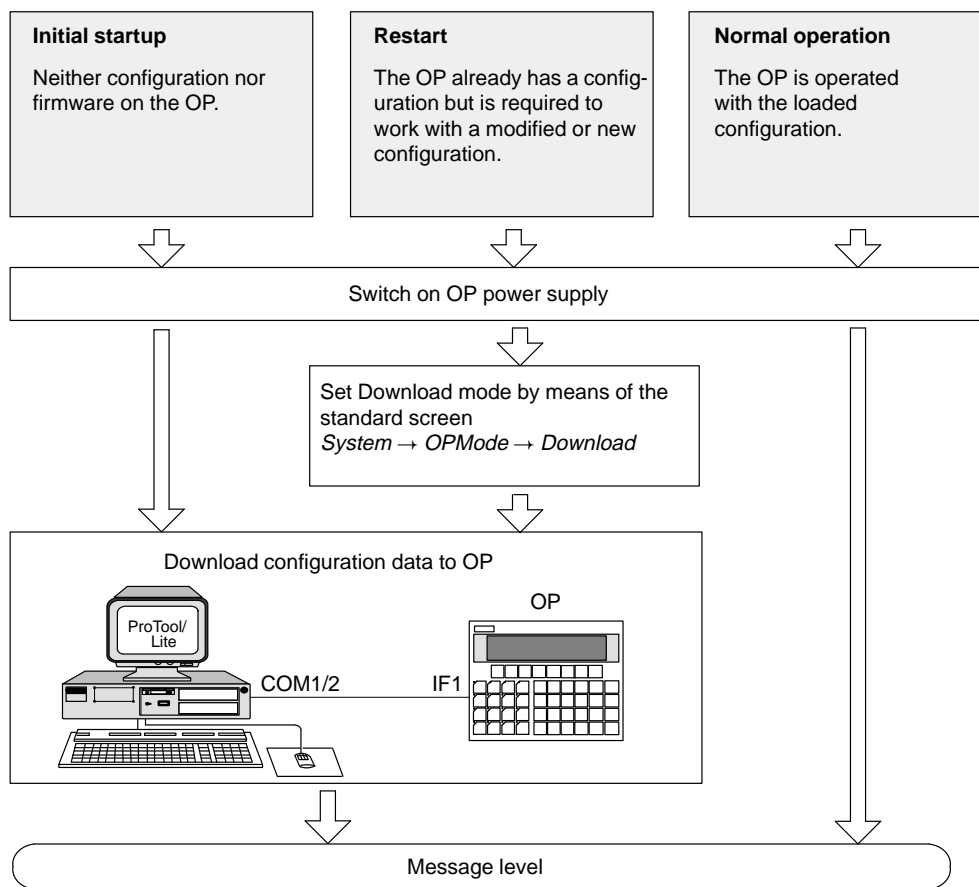 Initial startup
Neither configuration nor
firmware on the OP.
Restart
The OP already has a config-
uration but is required to
work with a modified or new
configuration.
Normal operation
The OP is operated
with the loaded
configuration.
Switch on OP power supply
Set Download mode by means of the
standard screen
System → OPMode → Download
Download configuration data to OP
ProTool/
Lite
OP
COM1/2
IF1
Message level